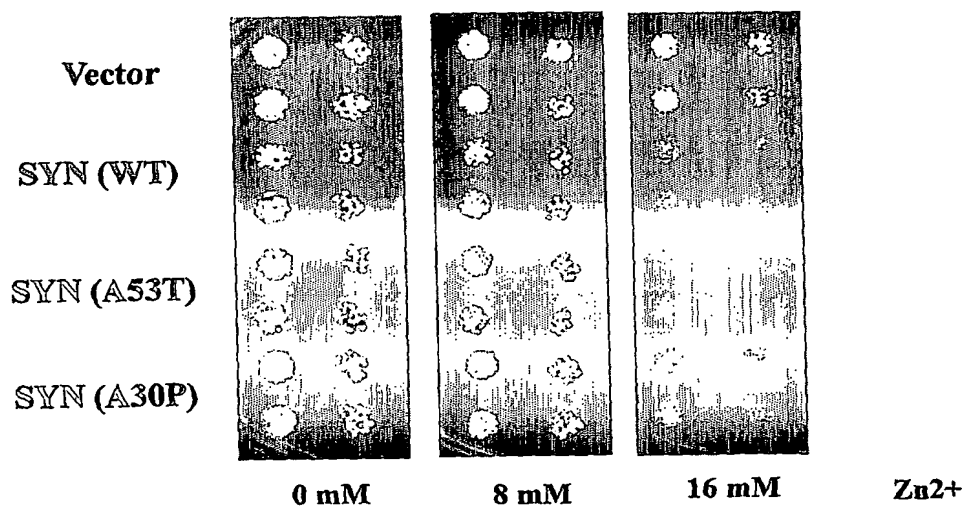 Vector
SYN (WT)
SYN (A53T)
SYN (A30P)
0 mM 8 mM 16 mM Zn2+